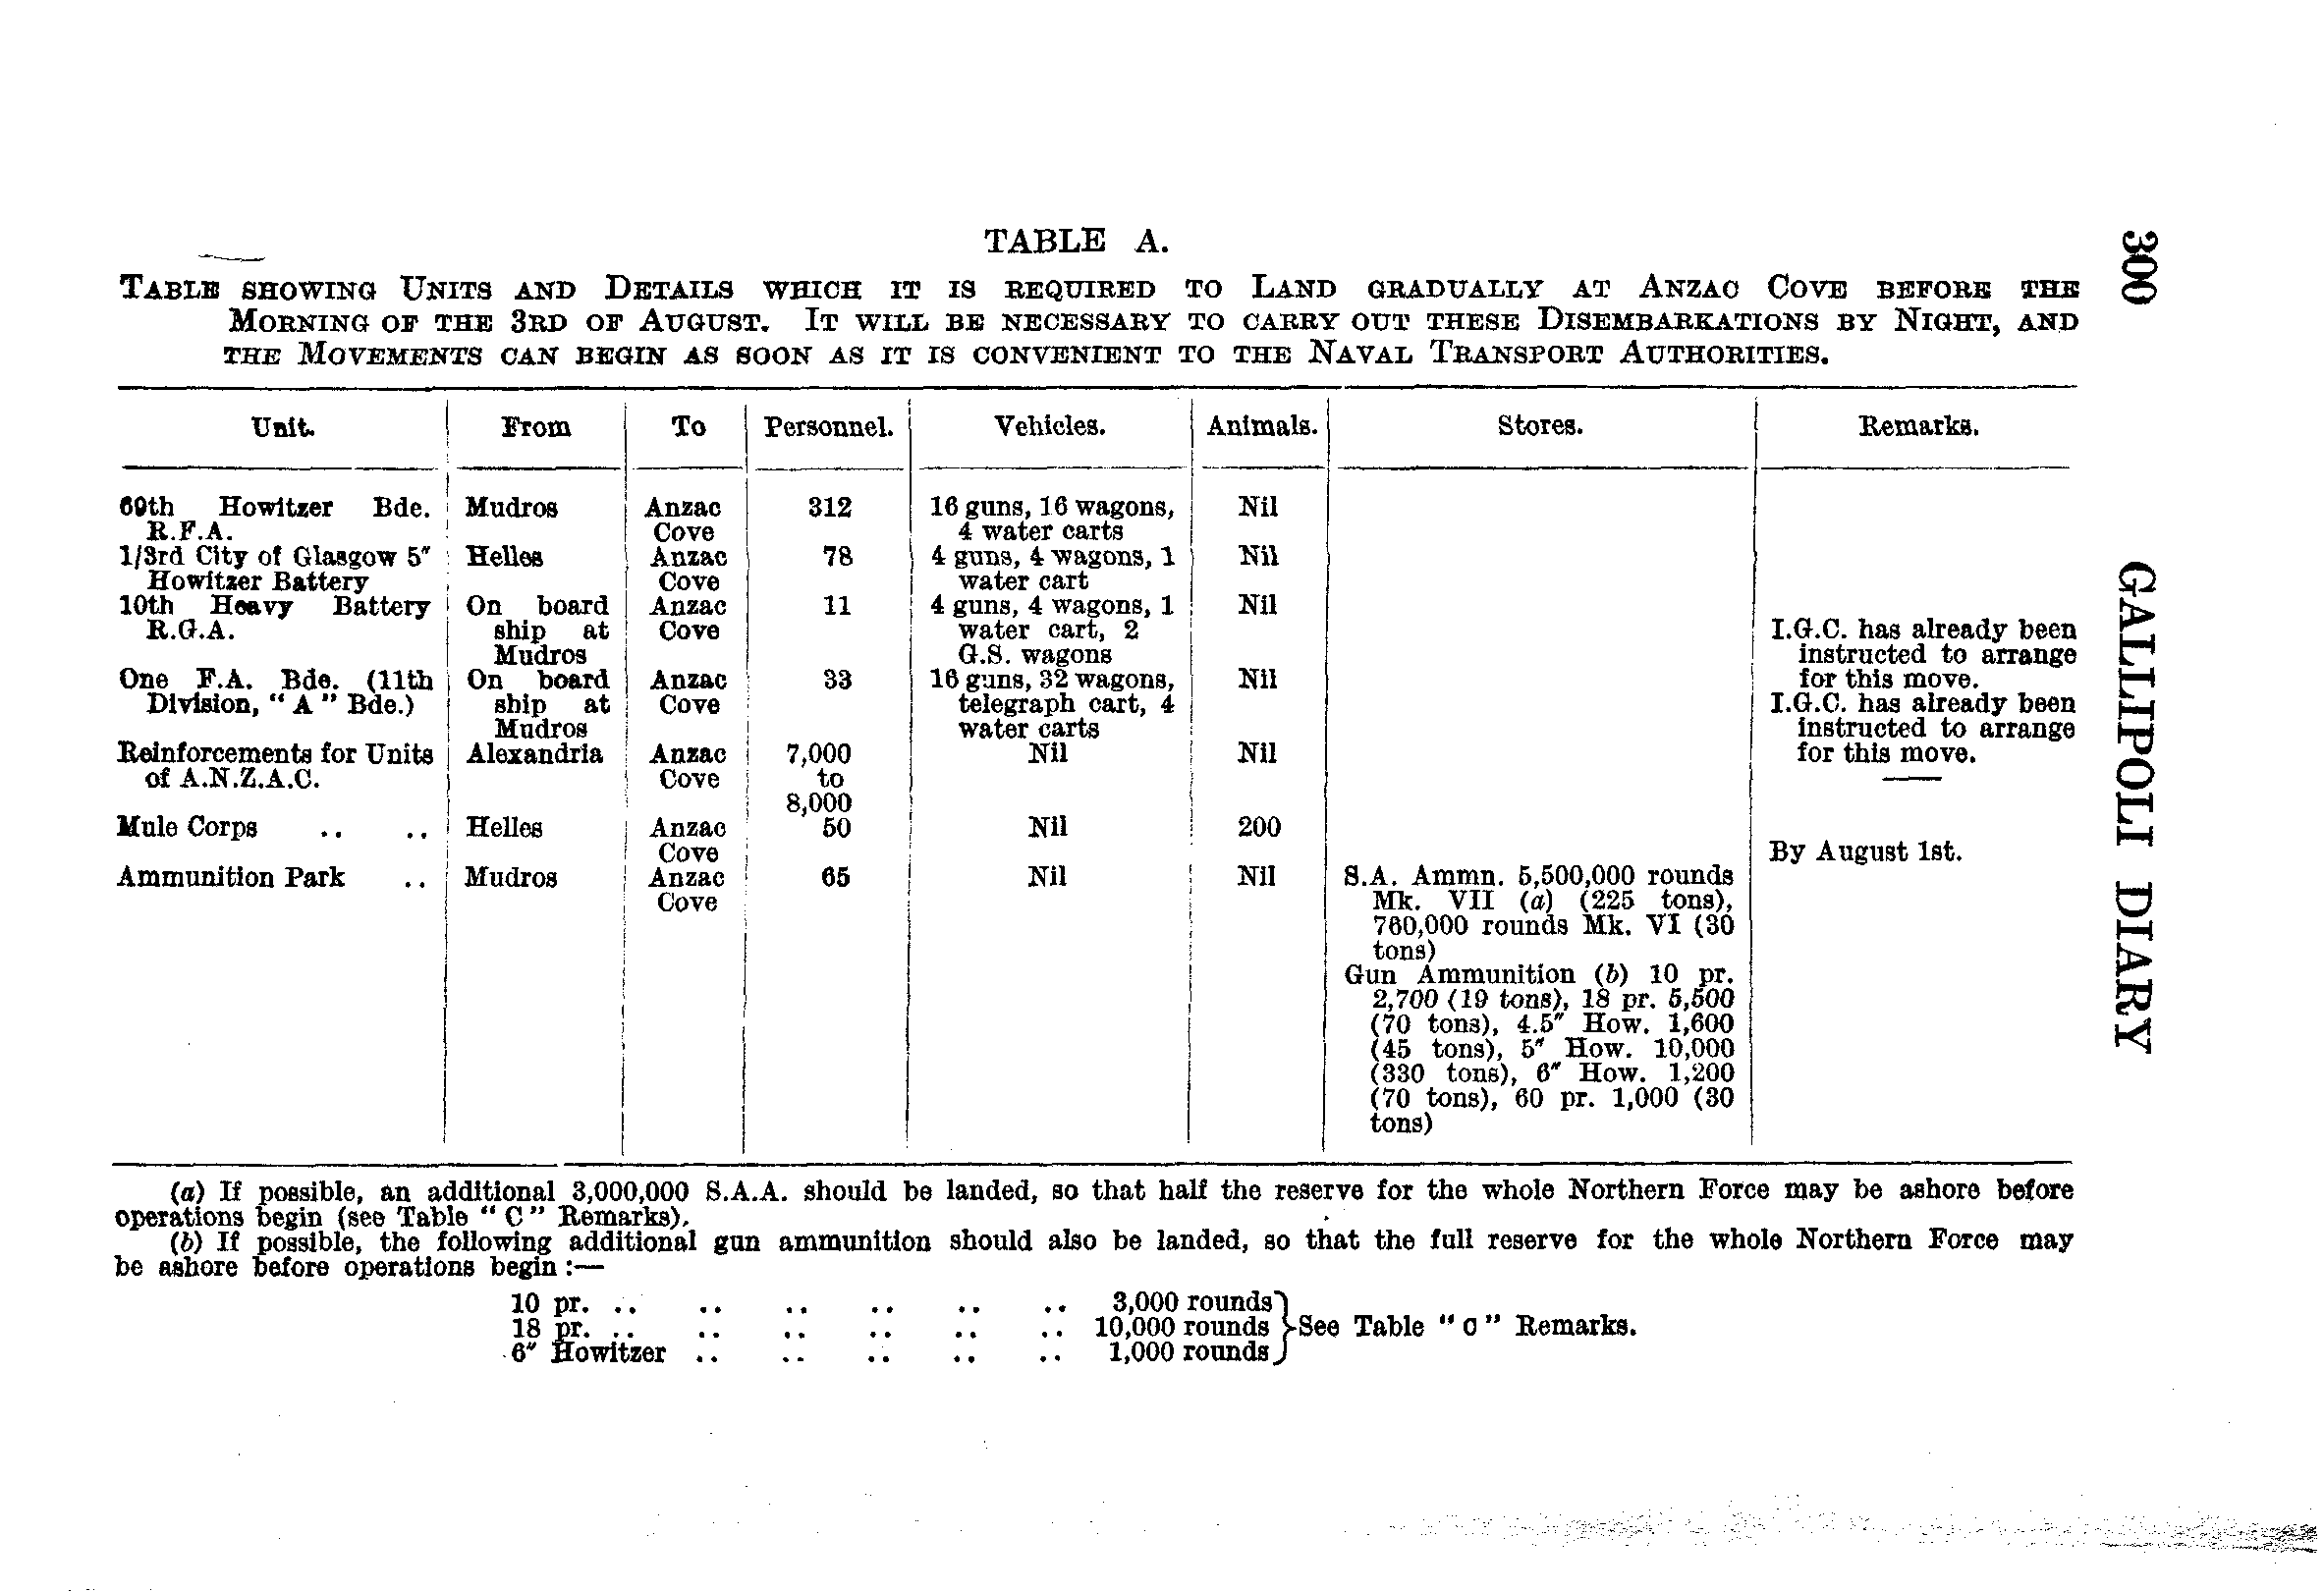 TABLE A.
TABLE SHOWING UNITS AND DETAILS WHICH IT IS REQUIRED TO LAND GRADUALLY AT ANZAC COVE BEFORE THE
MORNING OF THE 3RD OF AUGUST. IT WILL BE NECESSARY TO CARRY OUT THESE DISEMBARKATIONS BY NIGHT, AND
THE MOVEMENTS CAN BEGIN AS SOON AS IT IS CONVENIENT TO THE NAVAL TRANSPORT AUTHORITIES.
Unit. From To Personnel. Vehicles. Animals. Stores. Remarks.
69th Howitzer Bde. Mudros Anzac 312 16 guns, 16 wagons, Nil
R.F.A. Cove 4 water carts
1/3rd City of Glasgow 5" Helles Anzac 78 4 guns, 4 wagons, 1 Nil
Howitzer Battery Cove water cart
10th Heavy Battery On board Anzac 11 4 guns, 4 wagons, 1 Nil
R.G.A. ship at Cove water cart, 2 I.G.C. has already been
Mudros G.S. wagons instructed to arrange
One F.A. Bde. (11th On board Anzac 33 16 guns, 32 wagons, Nil for this move.
Division, "A" Bde.) ship at Cove telegraph cart, 4 I.G.C. has already been
Mudros water carts instructed to arrange
Reinforcements for Units Alexandria Anzac 7,000 Nil Nil for this move.
of A.N.Z.A.C. Cove to —
8,000
Mule Corps .. .. Helles Anzac 50 Nil 200
Cove By August 1st.
Ammunition Park .. Mudros Anzac 65 Nil Nil S.A. Ammn. 5,500,000 rounds
Cove Mk. VII (a) (225 tons),
760,000 rounds Mk. VI (30
tons)
Gun Ammunition (b) 10 pr.
2,700 (19 tons), 18 pr. 5,500
(70 tons), 4.5" How. 1,600
(45 tons), 5" How. 10,000
(330 tons), 6" How. 1,200
(70 tons), 60 pr. 1,000 (30
tons)
(a) If possible, an additional 3,000,000 S.A.A. should be landed, so that half the reserve for the whole Northern Force may be ashore before
operations begin (see Table "C" Remarks).
(b) If possible, the following additional gun ammunition should also be landed, so that the full reserve for the whole Northern Force may
be ashore before operations begin:—
10 pr. .. .. .. .. .. .. 3,000 rounds
18 pr. .. .. .. .. .. .. 10,000 rounds } See Table "C" Remarks.
6" Howitzer .. .. .. .. .. 1,000 rounds
300 GALLIPOLI DIARY